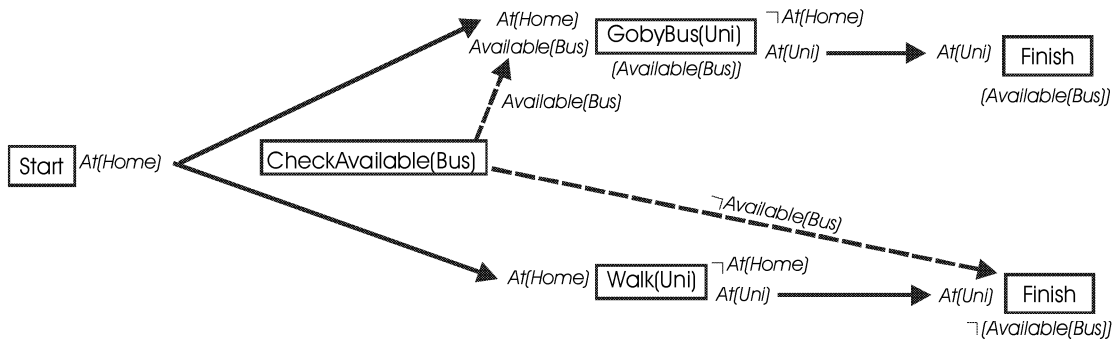 At(Home)
Available(Bus)
GobyBus(Uni)
(Available(Bus))
¬At(Home)
At(Uni)
At(Uni)
Finish
(Available(Bus))
Available(Bus)
Start
At(Home)
CheckAvailable(Bus)
¬Available(Bus)
At(Home)
Walk(Uni)
¬At(Home)
At(Uni)
At(Uni)
Finish
¬(Available(Bus))